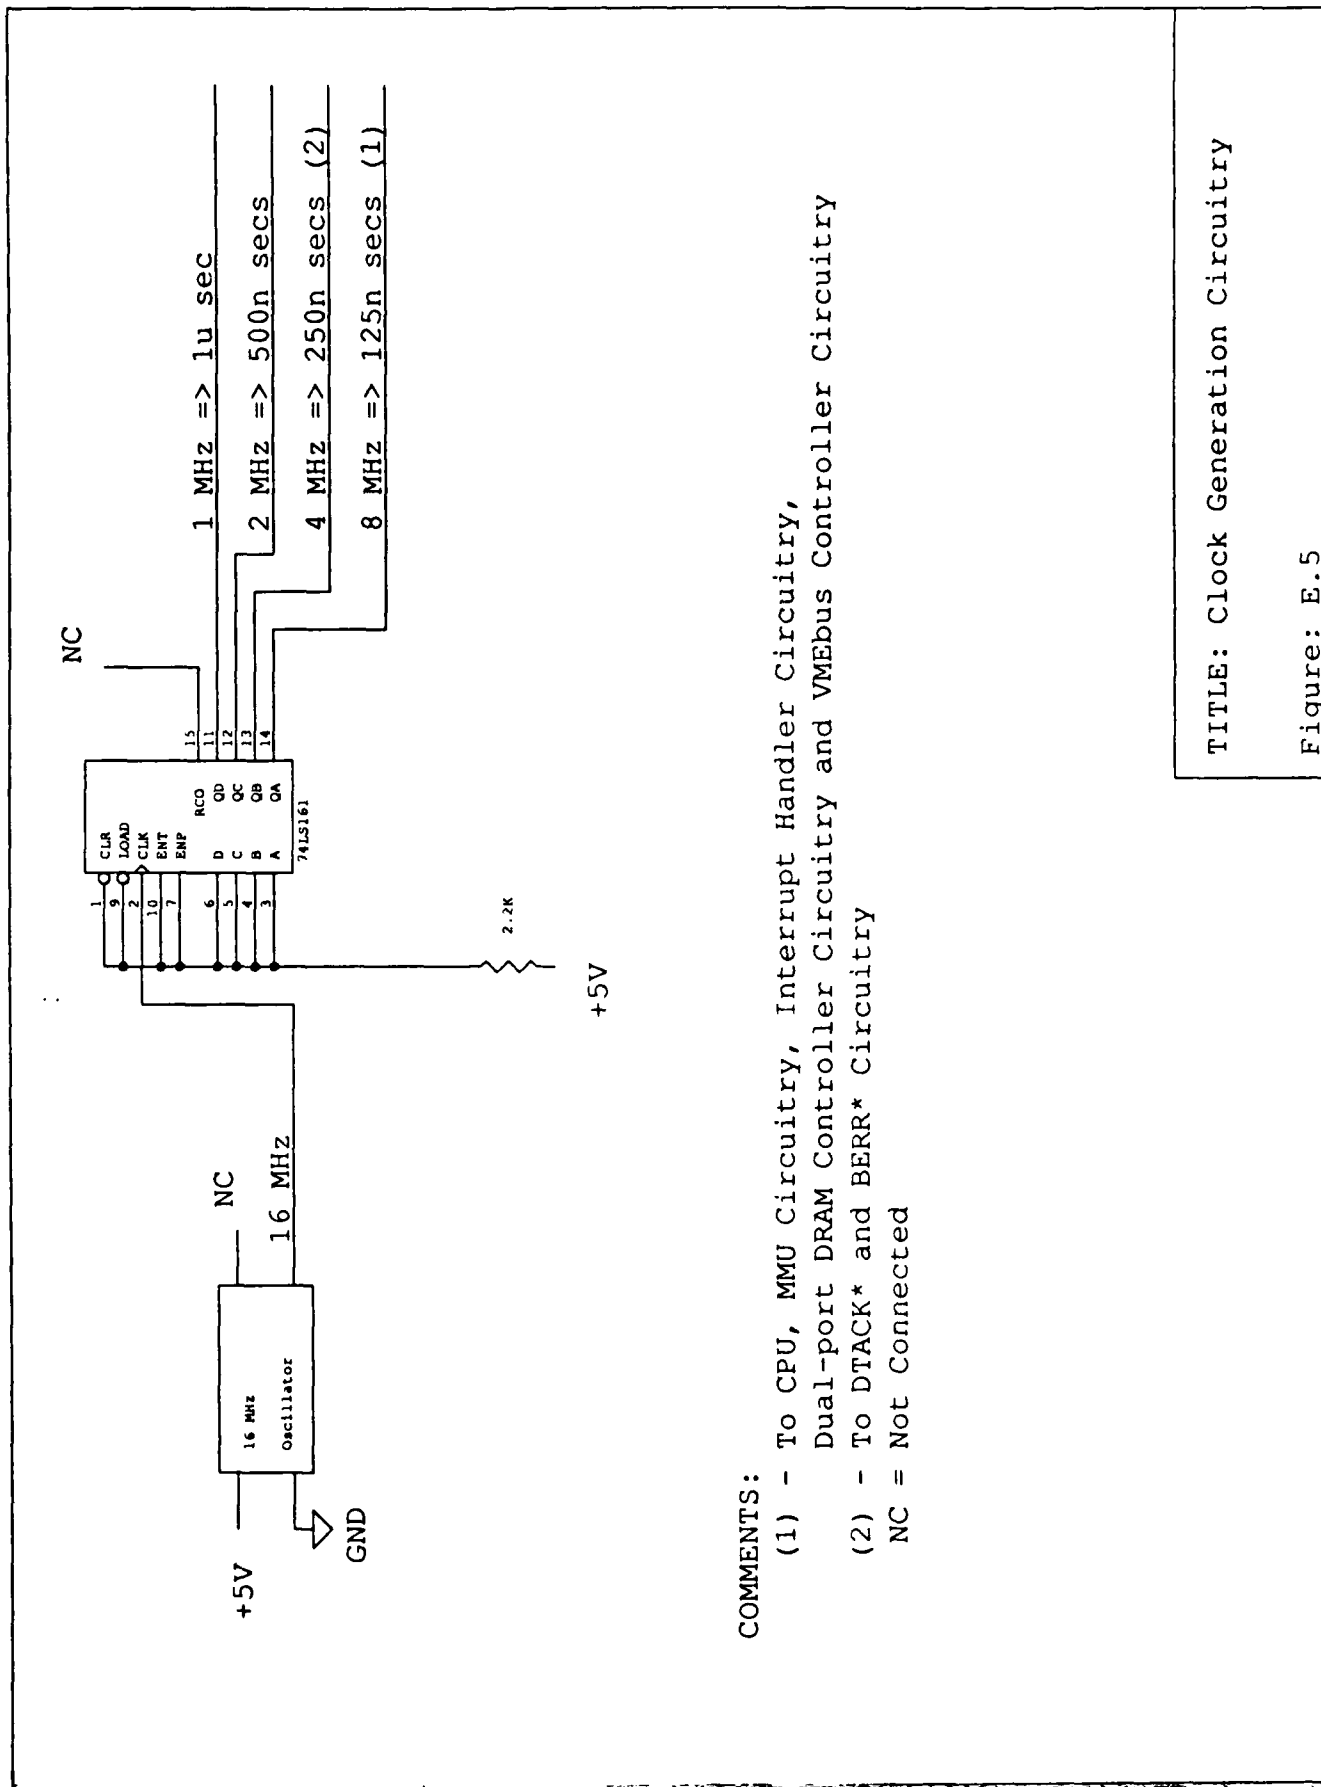 NC
1 MHz => 1u sec
2 MHz => 500n secs
4 MHz => 250n secs (2)
8 MHz => 125n secs (1)
1
9
2
10
7
6
5
4
3
CLR
LOAD
CLK
ENT
ENP
D
C
B
A
RCO
QD
QC
QB
QA
15
11
12
13
14
74LS161
2.2K
+5V
NC
16 MHz
16 MHz
Oscillator
+5V
GND
COMMENTS:
(1) - To CPU, MMU Circuitry, Interrupt Handler Circuitry,
Dual-port DRAM Controller Circuitry and VMEbus Controller Circuitry
(2) - To DTACK* and BERR* Circuitry
NC = Not Connected
TITLE: Clock Generation Circuitry
Figure: E.5